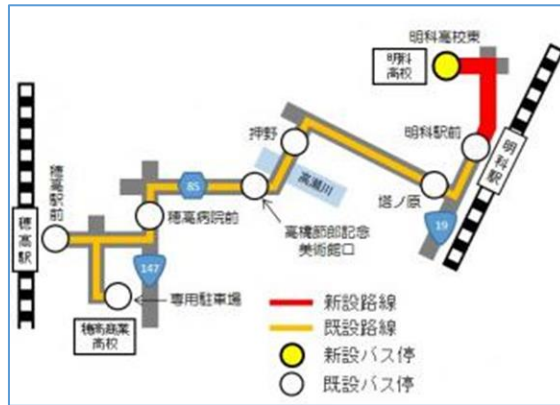 明科高校東
明科
高校
押野
明科駅前
明科駅
高瀬川
穂高駅前
85
塔ノ原
穂高病院前
高橋節郎記念
美術館口
19
穂高駅
147
専用駐車場
穂高商業
高校
新設路線
既設路線
新設バス停
既設バス停